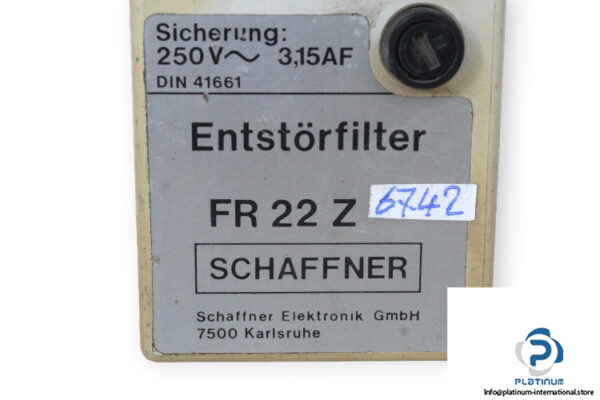 Sicherung:
250V~ 3,15AF
DIN 41661
Entstörfilter
FR 22 Z
6742
SCHAFFNER
Schaffner Elektronik GmbH
7500 Karlsruhe
PLATINUM
Info@platinum-international.store